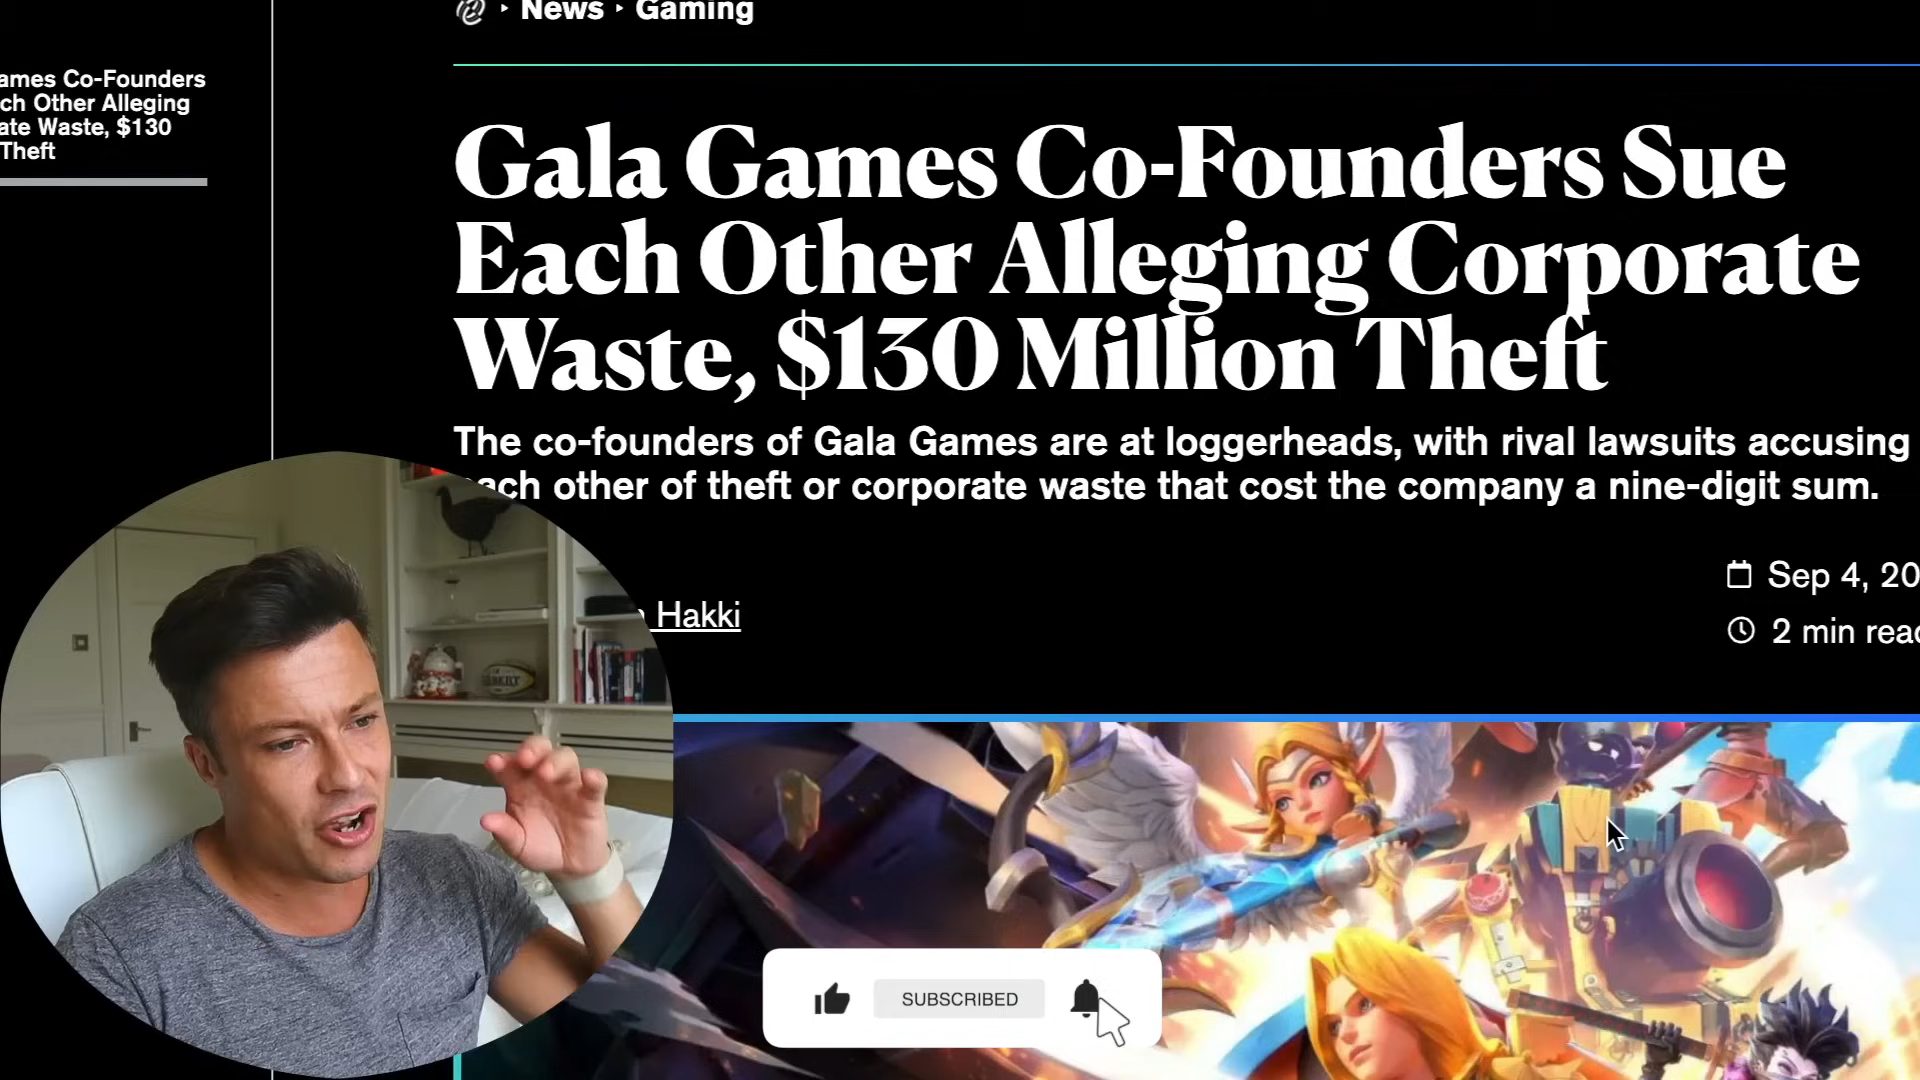 News
Gaming
ames Co-Founders
ch Other Alleging
ate Waste, $130
Theft
Gala Games Co-Founders Sue
Each Other Alleging Corporate
Waste, $130 Million Theft
The co-founders of Gala Games are at loggerheads, with rival lawsuits accusing
each other of theft or corporate waste that cost the company a nine-digit sum.
Hakki
Sep 4, 20
2 min read
SUBSCRIBED